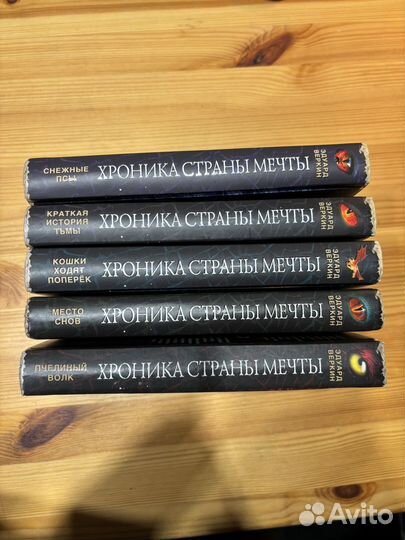 СНЕЖНЫЕ
ПСЫ
ХРОНИКА СТРАНЫ МЕЧТЫ
ЭДУАРД
ВЕРКИН
КРАТКАЯ
ИСТОРИЯ
ТЬМЫ
ХРОНИКА СТРАНЫ МЕЧТЫ
ЭДУАРД
ВЕРКИН
КОШКИ
ХОДЯТ
ПОПЕРЁК
ХРОНИКА СТРАНЫ МЕЧТЫ
ЭДУАРД
ВЕРКИН
МЕСТО
СНОВ
ХРОНИКА СТРАНЫ МЕЧТЫ
ЭДУАРД
ВЕРКИН
ПЧЕЛИНЫЙ
ВОЛК
ХРОНИКА СТРАНЫ МЕЧТЫ
ЭДУАРД
ВЕРКИН
Avito